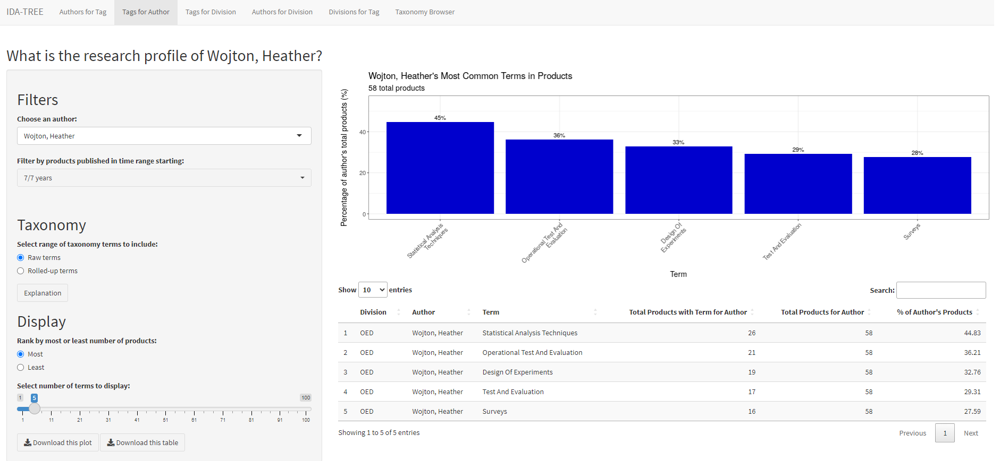 IDA-TREE Authors for Tag Tags for Author Tags for Division Authors for Division Divisions for Tag Taxonomy Browser
What is the research profile of Wojton, Heather?
Filters
Choose an author:
Wojton, Heather
Filter by products published in time range starting:
7/7 years
Taxonomy
Select range of taxonomy terms to include:
Raw terms
Rolled-up terms
Explanation
Display
Rank by most or least number of products:
Most
Least
Select number of terms to display:
1 5 100
1 11 21 31 41 51 61 71 81 91 100
Download this plot Download this table
Wojton, Heather's Most Common Terms in Products
58 total products
Percentage of author's total products (%)
40
20
0
45%
36%
33%
29%
28%
Statistical Analysis
Techniques
Operational Test And
Evaluation
Design Of
Experiments
Test And Evaluation
Surveys
Term
Show 10 entries
Search:
Division Author Term Total Products with Term for Author Total Products for Author % of Author's Products
1 OED Wojton, Heather Statistical Analysis Techniques 26 58 44.83
2 OED Wojton, Heather Operational Test And Evaluation 21 58 36.21
3 OED Wojton, Heather Design Of Experiments 19 58 32.76
4 OED Wojton, Heather Test And Evaluation 17 58 29.31
5 OED Wojton, Heather Surveys 16 58 27.59
Showing 1 to 5 of 5 entries
Previous 1 Next